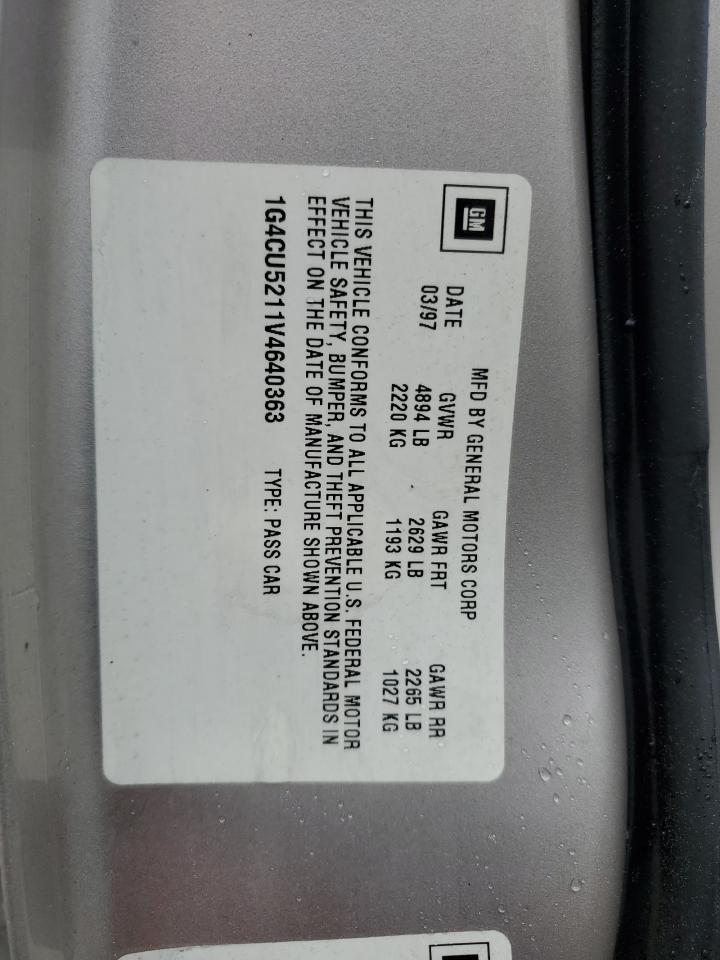 GM
MFD BY GENERAL MOTORS CORP
DATE GVWR GAWR FRT GAWR RR
03/97 4894 LB 2629 LB 2265 LB
2220 KG 1193 KG 1027 KG
THIS VEHICLE CONFORMS TO ALL APPLICABLE U.S. FEDERAL MOTOR
VEHICLE SAFETY, BUMPER, AND THEFT PREVENTION STANDARDS IN
EFFECT ON THE DATE OF MANUFACTURE SHOWN ABOVE.
1G4CU5211V4640363 TYPE: PASS CAR